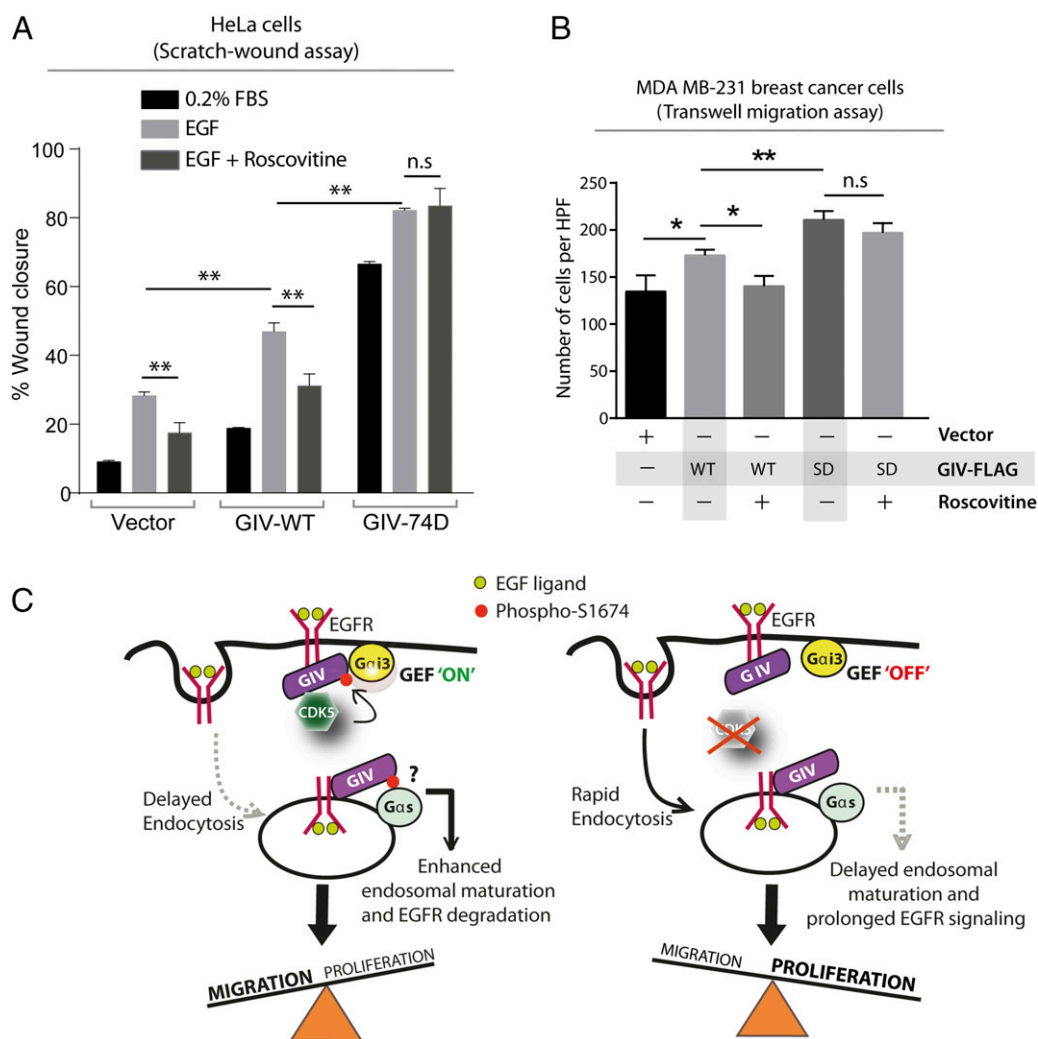 A
HeLa cells
(Scratch-wound assay)
0.2% FBS
EGF
EGF + Roscovitine
% Wound closure
100
80
60
40
20
0
**
**
**
**
**
n.s
Vector
GIV-WT
GIV-74D
B
MDA MB-231 breast cancer cells
(Transwell migration assay)
Number of cells per HPF
250
200
150
100
50
0
*
*
**
n.s
+ − − − − Vector
− WT WT SD SD GIV-FLAG
− − + − + Roscovitine
C
EGF ligand
Phospho-S1674
EGFR
GIV
Gαi3
GEF 'ON'
CDK5
GIV
?
Gαs
Delayed
Endocytosis
Enhanced
endosomal maturation
and EGFR degradation
MIGRATION PROLIFERATION
EGFR
GIV
Gαi3
GEF 'OFF'
CDK5
GIV
Gαs
Rapid
Endocytosis
Delayed endosomal
maturation and
prolonged EGFR signaling
MIGRATION PROLIFERATION